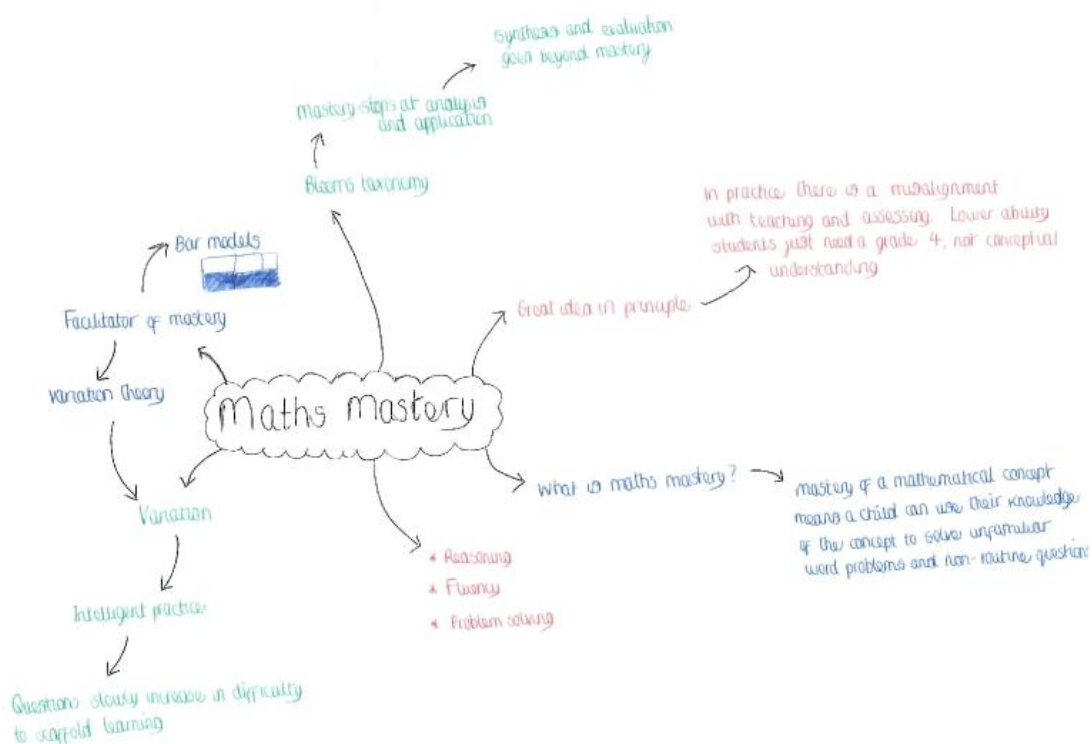 synthesis and evaluation
goes beyond mastery
mastery stops at analysis
and application
Blooms taxonomy
In practice there is a misalignment
with teaching and assessing. Lower ability
students just need a grade 4, not conceptual
understanding
Great idea in principle
Bar models
Facilitator of mastery
Variation theory
Maths Mastery
What is maths mastery?
mastery of a mathematical concept
means a child can use their knowledge
of the concept to solve unfamiliar
word problems and non-routine question
Variation
* Reasoning
* Fluency
* Problem solving
Intelligent practice
Questions slowly increase in difficulty
to scaffold learning